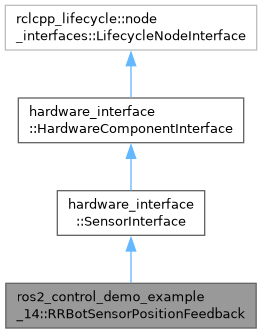 rclcpp_lifecycle::node
_interfaces::LifecycleNodeInterface
hardware_interface
::HardwareComponentInterface
hardware_interface
::SensorInterface
ros2_control_demo_example
_14::RRBotSensorPositionFeedback